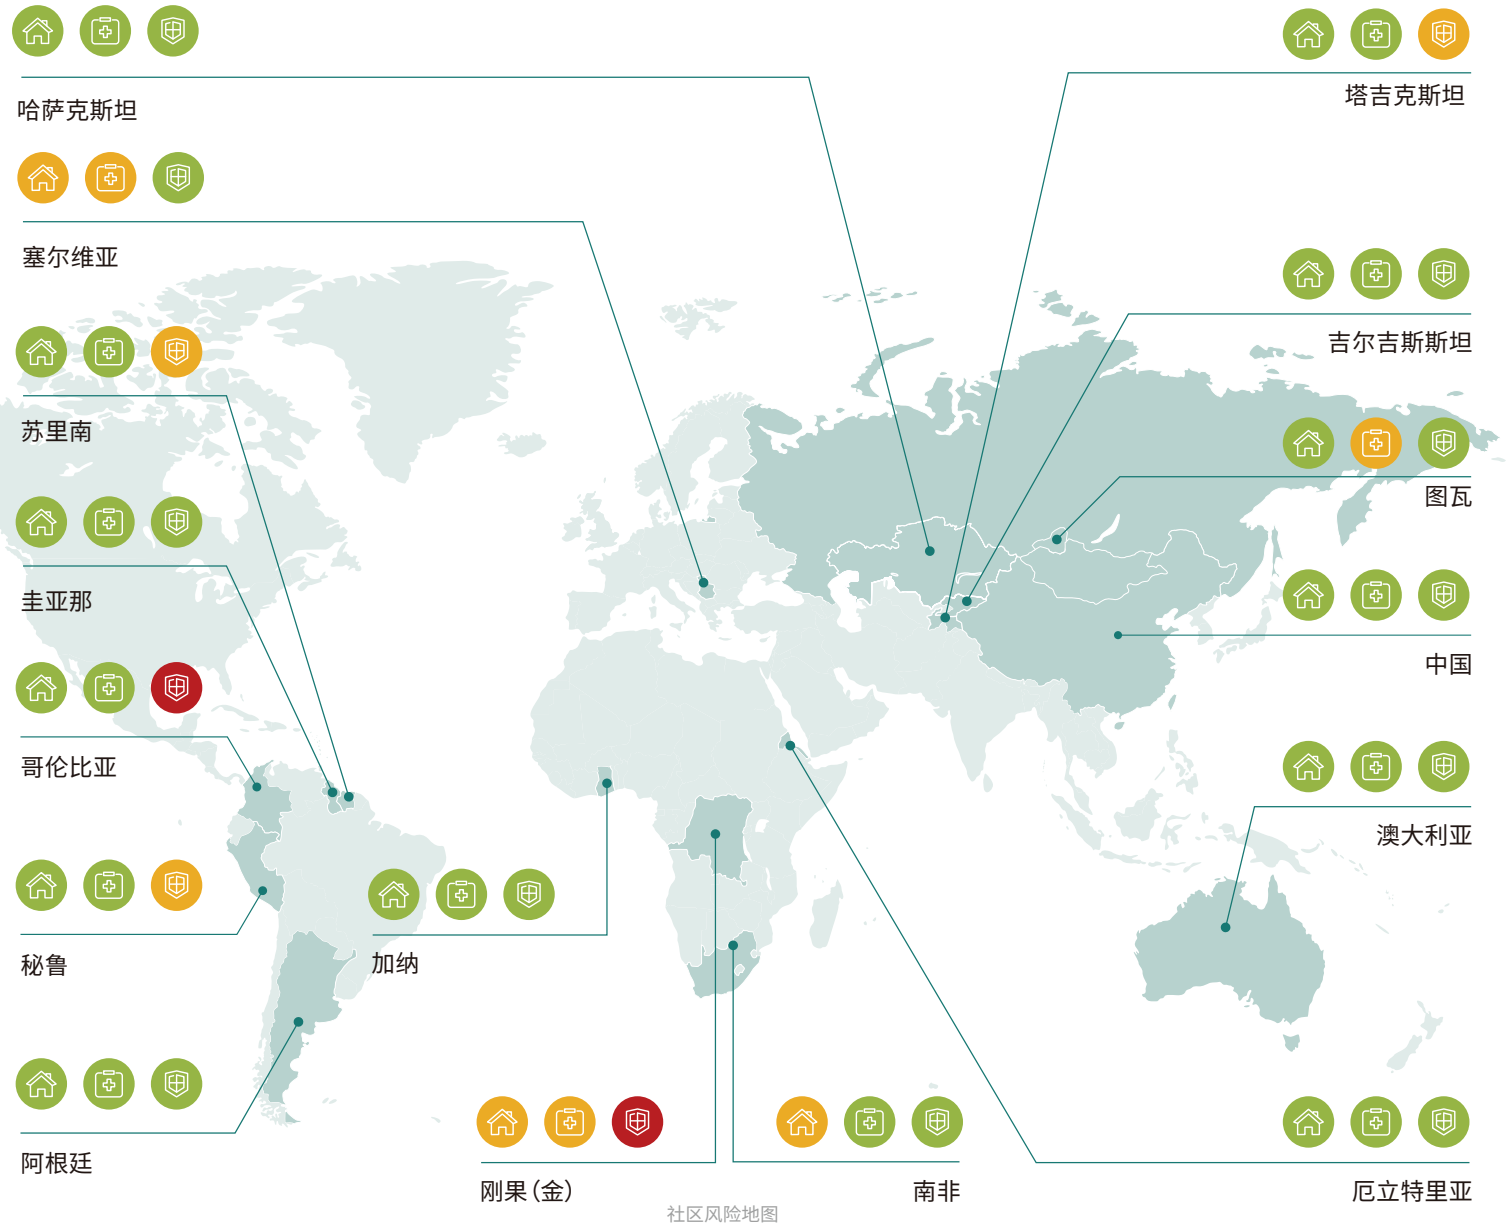 哈萨克斯坦
塔吉克斯坦
塞尔维亚
吉尔吉斯斯坦
苏里南
图瓦
圭亚那
中国
哥伦比亚
澳大利亚
秘鲁
加纳
阿根廷
刚果（金）
南非
厄立特里亚
社区风险地图